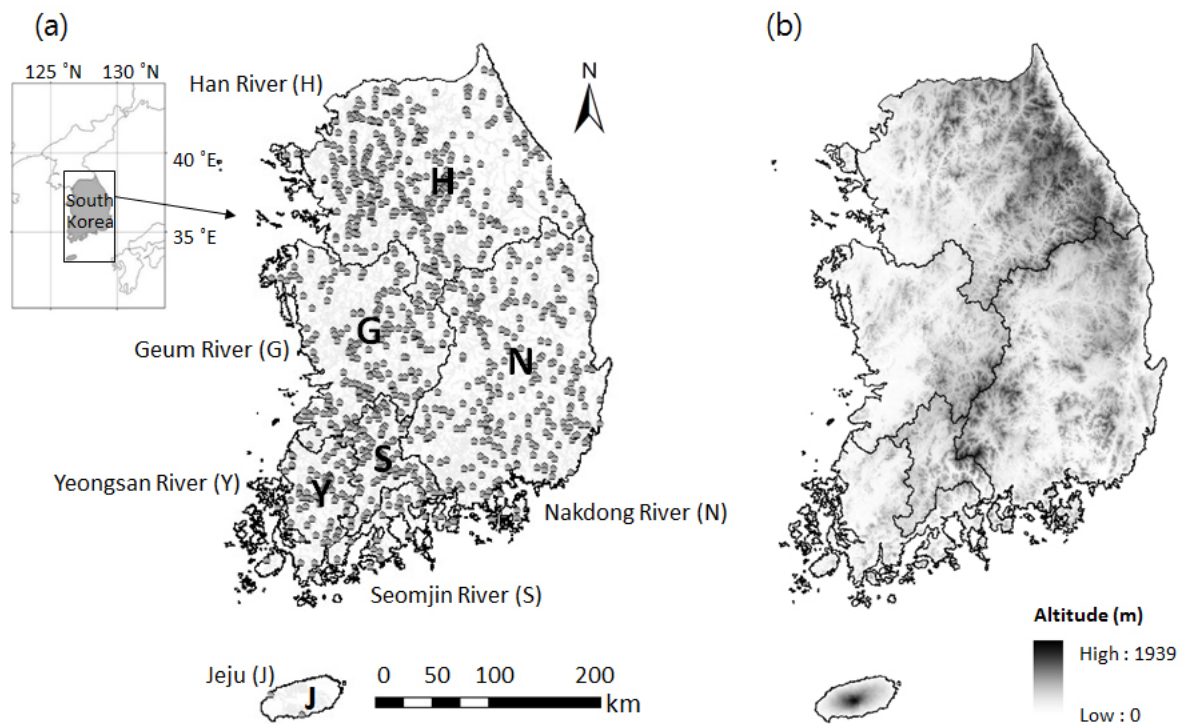 (a)
(b)
125 ˚N 130 ˚N
Han River (H)
N
40 ˚E
H
South
Korea
35 ˚E
G
Geum River (G)
N
S
Yeongsan River (Y)
Y
Nakdong River (N)
Seomjin River (S)
Altitude (m)
High : 1939
Low : 0
Jeju (J)
J
0 50 100 200
km